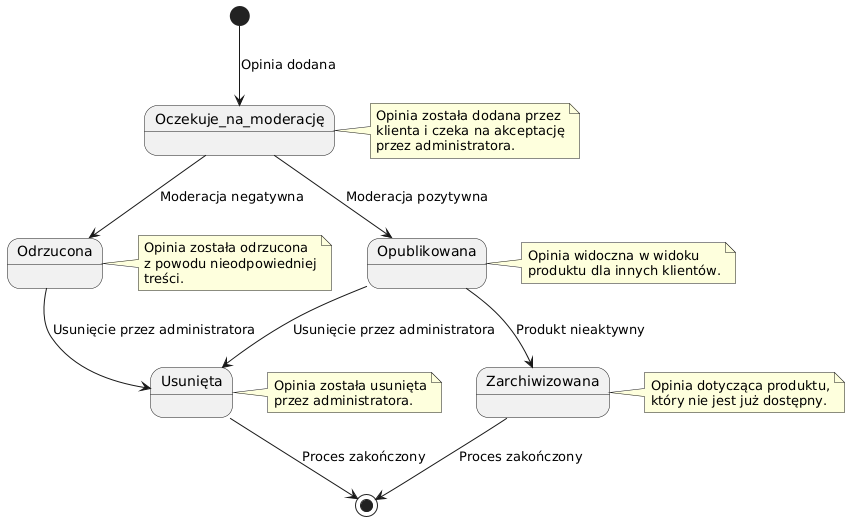 Opinia dodana
Oczekuje_na_moderację
Opinia została dodana przez
klienta i czeka na akceptację
przez administratora.
Moderacja negatywna
Moderacja pozytywna
Odrzucona
Opinia została odrzucona
z powodu nieodpowiedniej
treści.
Opublikowana
Opinia widoczna w widoku
produktu dla innych klientów.
Usunięcie przez administratora
Usunięcie przez administratora
Produkt nieaktywny
Usunięta
Opinia została usunięta
przez administratora.
Zarchiwizowana
Opinia dotycząca produktu,
który nie jest już dostępny.
Proces zakończony
Proces zakończony